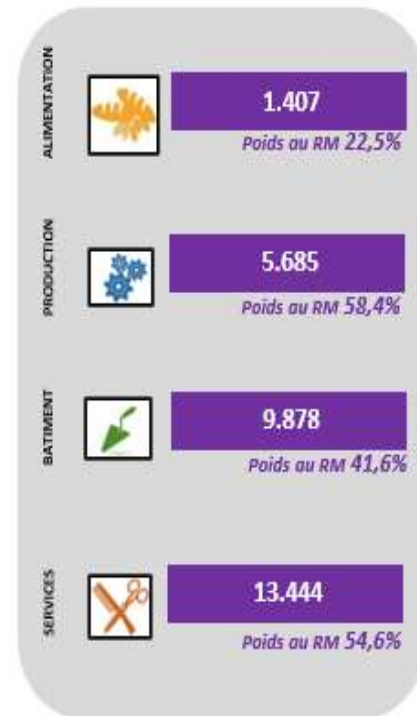 ALIMENTATION
1.407
Poids au RM 22,5%
PRODUCTION
5.685
Poids au RM 58,4%
BATIMENT
9.878
Poids au RM 41,6%
SERVICES
13.444
Poids au RM 54,6%